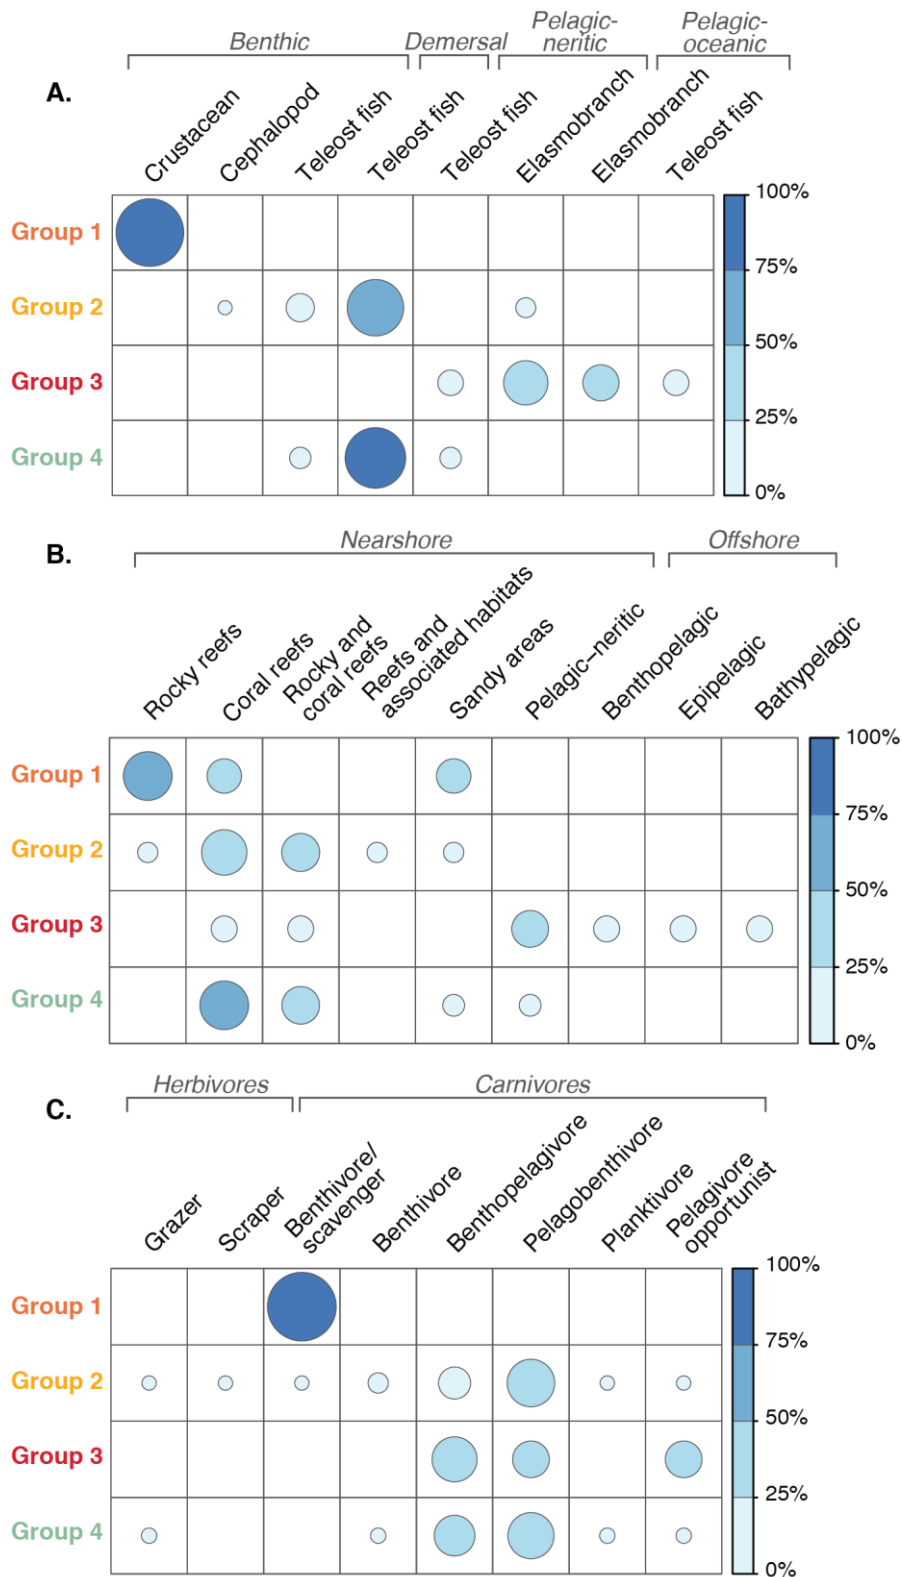 Benthic
Demersal
Pelagic-
neritic
Pelagic-
oceanic
A.
Crustacean
Cephalopod
Teleost fish
Teleost fish
Teleost fish
Elasmobranch
Elasmobranch
Teleost fish
Group 1
Group 2
Group 3
Group 4
100%
75%
50%
25%
0%
B.
Nearshore
Offshore
Rocky reefs
Coral reefs
Rocky and
coral reefs
Reefs and
associated habitats
Sandy areas
Pelagic–neritic
Benthopelagic
Epipelagic
Bathypelagic
Group 1
Group 2
Group 3
Group 4
100%
75%
50%
25%
0%
C.
Herbivores
Carnivores
Grazer
Scraper
Benthivore/
scavenger
Benthivore
Benthopelagivore
Pelagobenthivore
Planktivore
Pelagivore
opportunist
Group 1
Group 2
Group 3
Group 4
100%
75%
50%
25%
0%